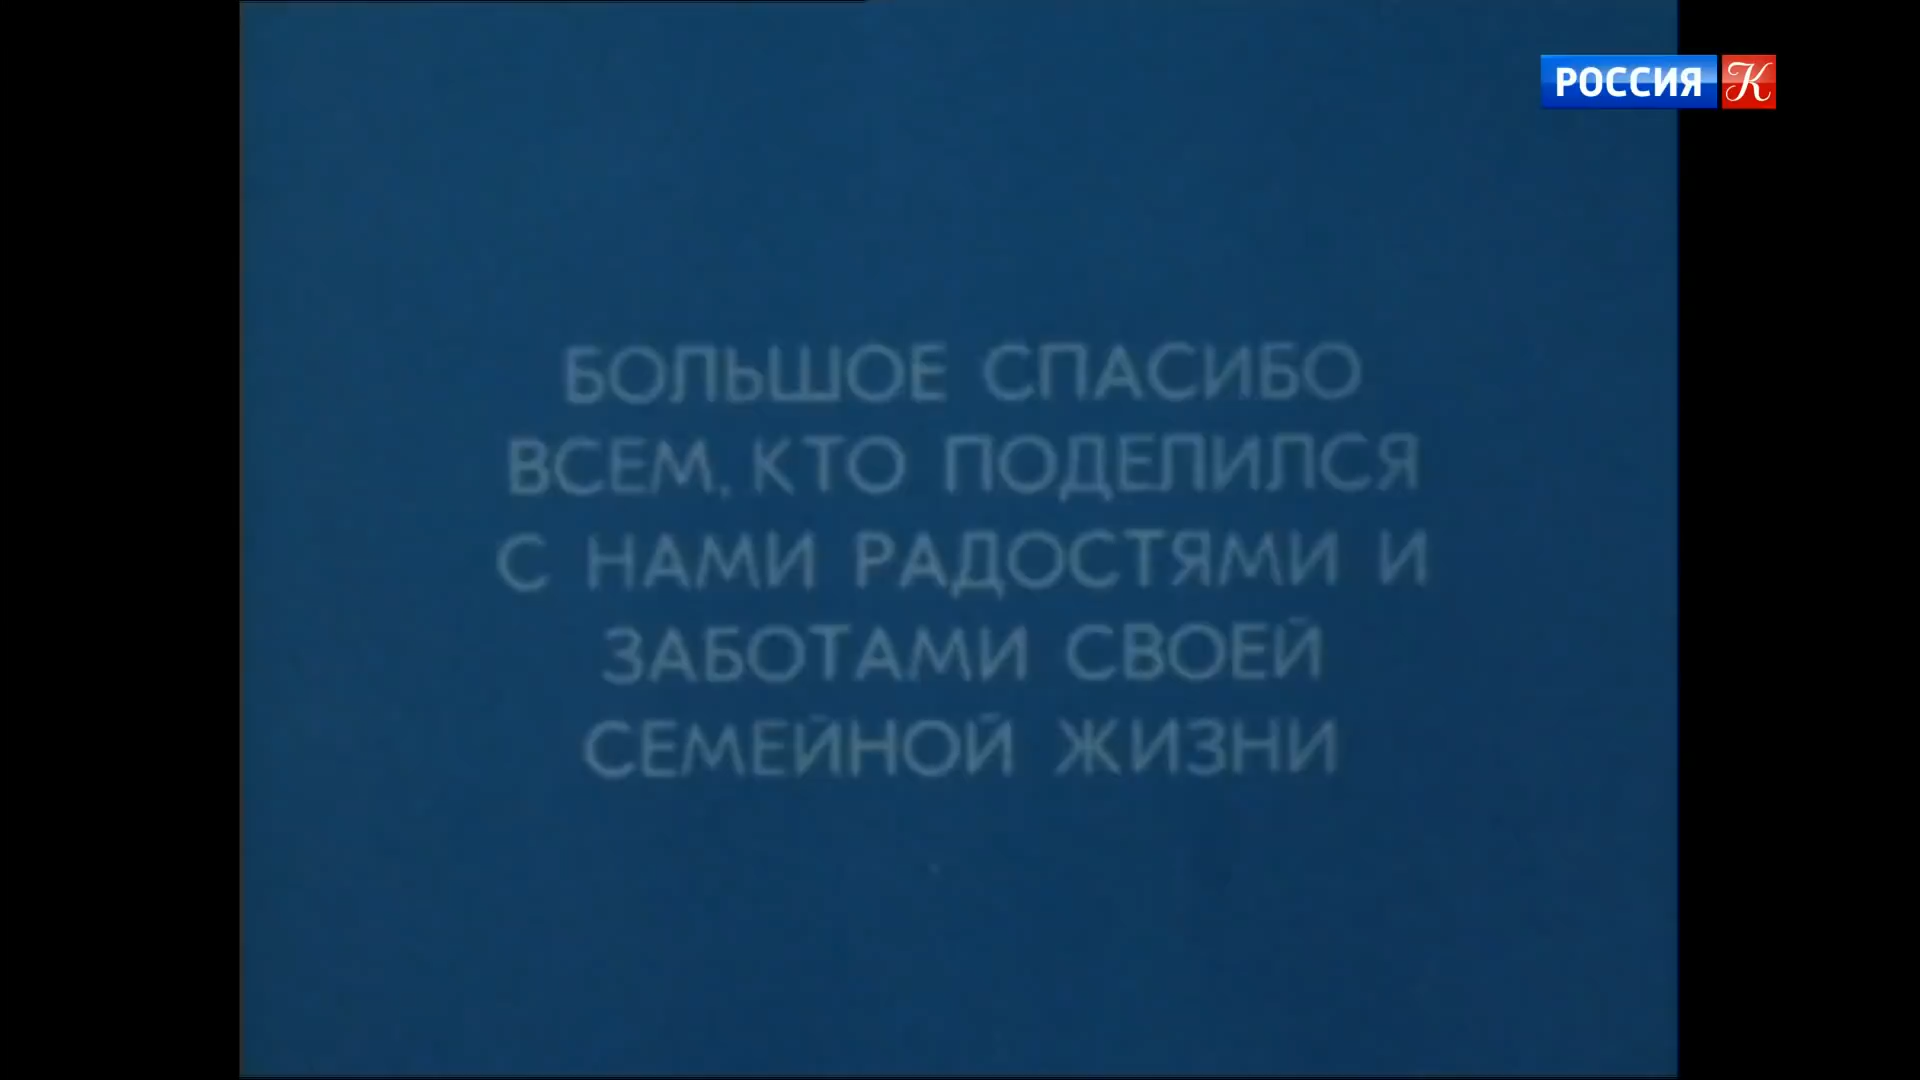 РОССИЯ К
БОЛЬШОЕ СПАСИБО
ВСЕМ, КТО ПОДЕЛИЛСЯ
С НАМИ РАДОСТЯМИ И
ЗАБОТАМИ СВОЕЙ
СЕМЕЙНОЙ ЖИЗНИ